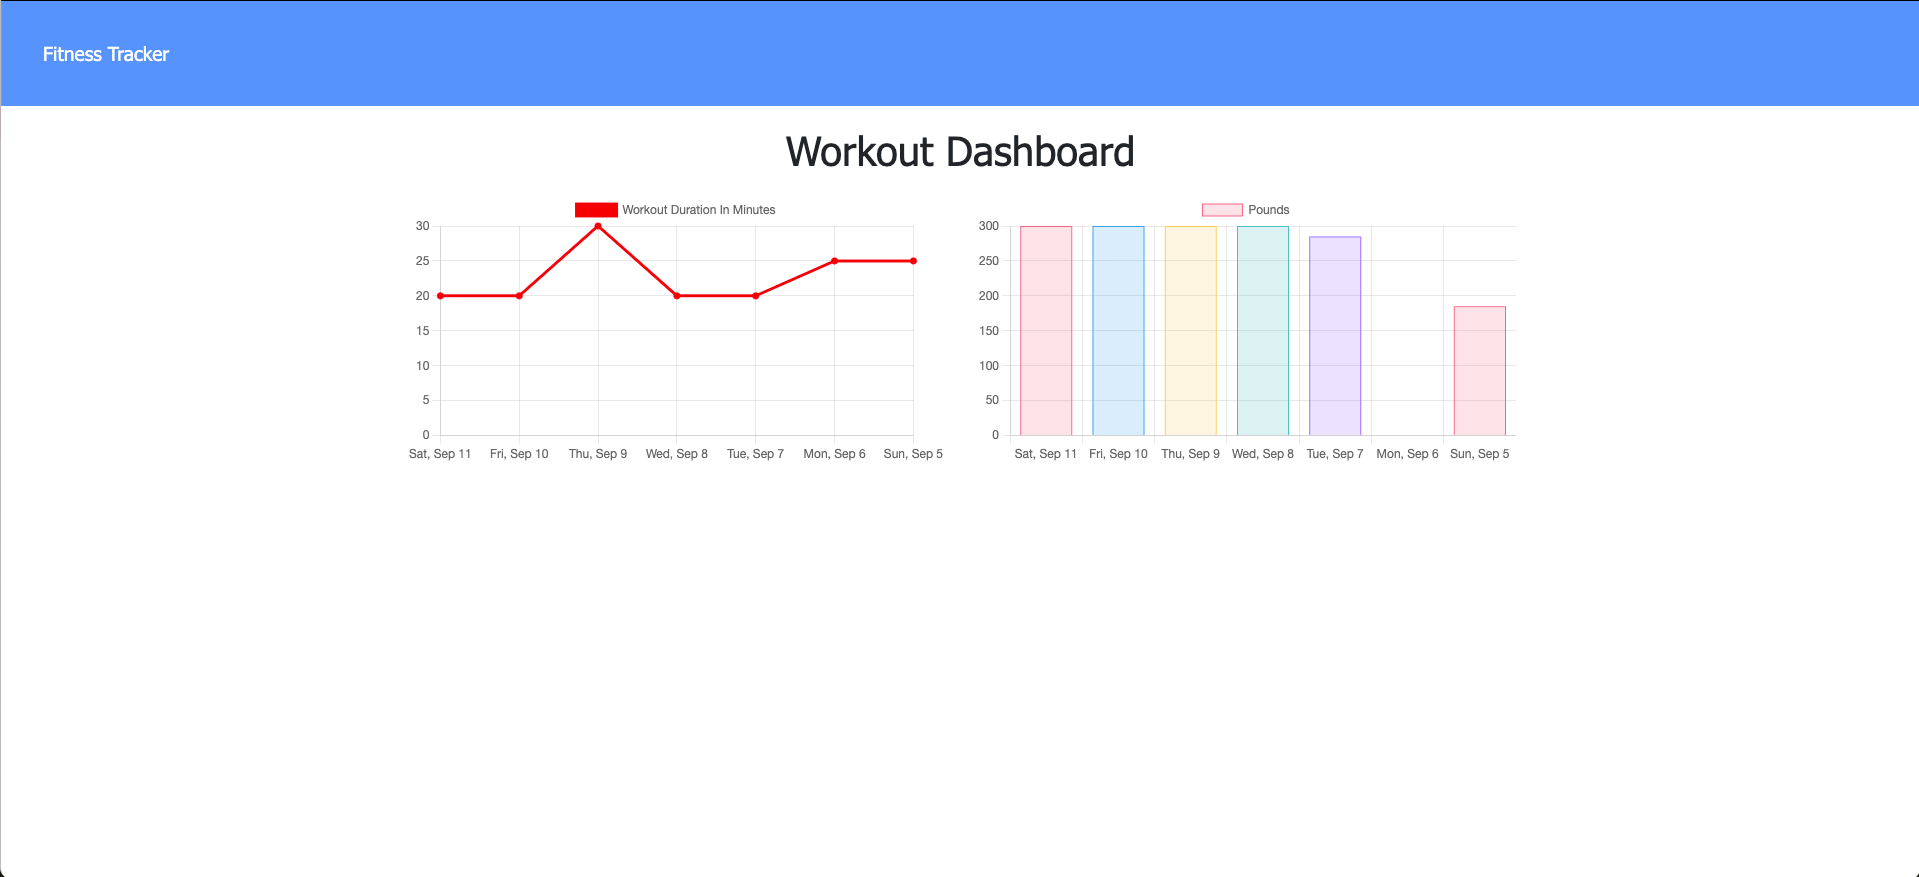 Fitness Tracker
Workout Dashboard
Workout Duration In Minutes
30
25
20
15
10
5
0
Sat, Sep 11 Fri, Sep 10 Thu, Sep 9 Wed, Sep 8 Tue, Sep 7 Mon, Sep 6 Sun, Sep 5
Pounds
300
250
200
150
100
50
0
Sat, Sep 11 Fri, Sep 10 Thu, Sep 9 Wed, Sep 8 Tue, Sep 7 Mon, Sep 6 Sun, Sep 5